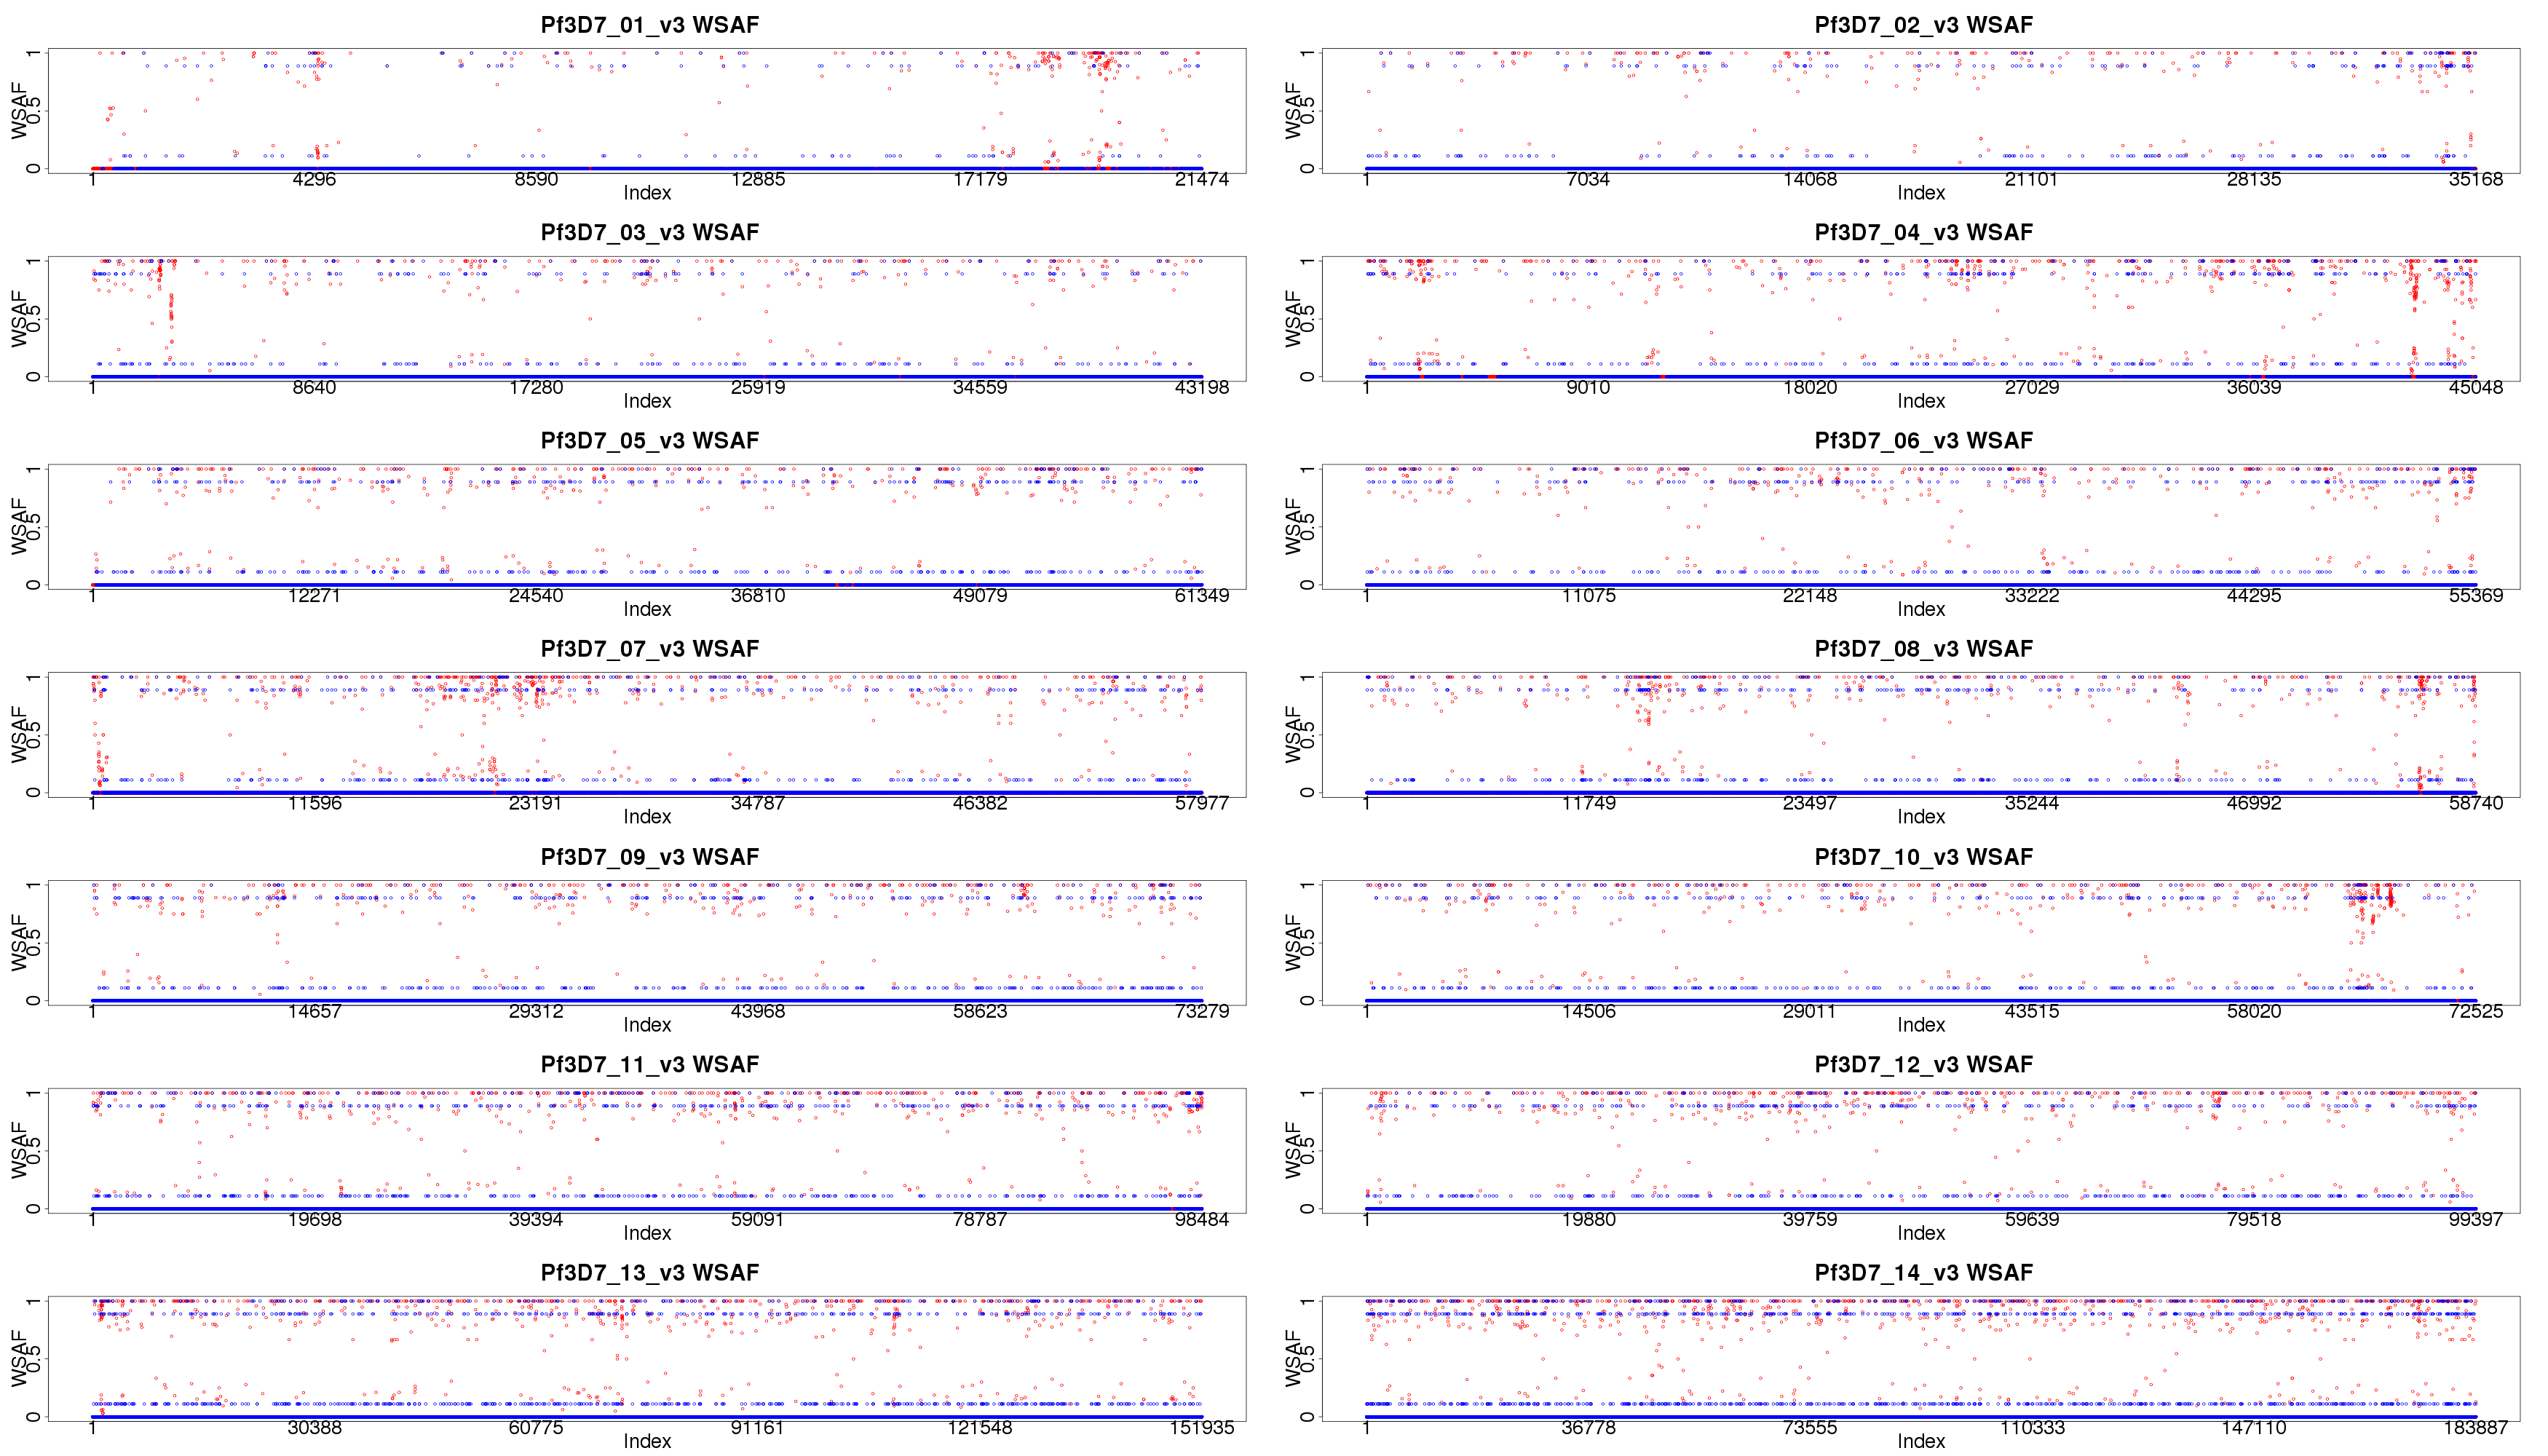 Pf3D7_01_v3 WSAF
WSAF
0 0.5 1
1 4296 8590 12885 17179 21474
Index
Pf3D7_02_v3 WSAF
WSAF
0 0.5 1
1 7034 14068 21101 28135 35168
Index
Pf3D7_03_v3 WSAF
WSAF
0 0.5 1
1 8640 17280 25919 34559 43198
Index
Pf3D7_04_v3 WSAF
WSAF
0 0.5 1
1 9010 18020 27029 36039 45048
Index
Pf3D7_05_v3 WSAF
WSAF
0 0.5 1
1 12271 24540 36810 49079 61349
Index
Pf3D7_06_v3 WSAF
WSAF
0 0.5 1
1 11075 22148 33222 44295 55369
Index
Pf3D7_07_v3 WSAF
WSAF
0 0.5 1
1 11596 23191 34787 46382 57977
Index
Pf3D7_08_v3 WSAF
WSAF
0 0.5 1
1 11749 23497 35244 46992 58740
Index
Pf3D7_09_v3 WSAF
WSAF
0 0.5 1
1 14657 29312 43968 58623 73279
Index
Pf3D7_10_v3 WSAF
WSAF
0 0.5 1
1 14506 29011 43515 58020 72525
Index
Pf3D7_11_v3 WSAF
WSAF
0 0.5 1
1 19698 39394 59091 78787 98484
Index
Pf3D7_12_v3 WSAF
WSAF
0 0.5 1
1 19880 39759 59639 79518 99397
Index
Pf3D7_13_v3 WSAF
WSAF
0 0.5 1
1 30388 60775 91161 121548 151935
Index
Pf3D7_14_v3 WSAF
WSAF
0 0.5 1
1 36778 73555 110333 147110 183887
Index